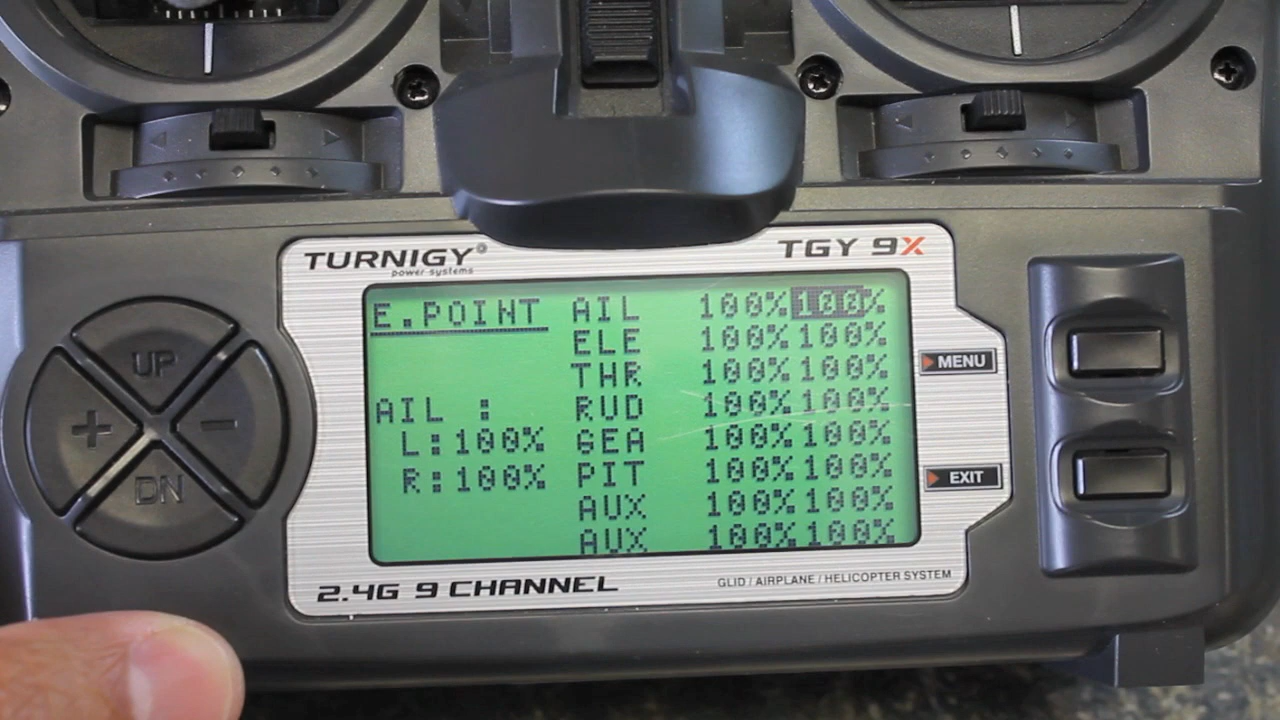 TURNIGY
power systems
TGY 9X
E.POINT AIL 100% 100%
ELE 100% 100%
THR 100% 100%
AIL : RUD 100% 100%
L:100% GEA 100% 100%
R:100% PIT 100% 100%
AUX 100% 100%
AUX 100% 100%
UP
+ -
DN
MENU
EXIT
2.4G 9 CHANNEL
GLID / AIRPLANE / HELICOPTER SYSTEM